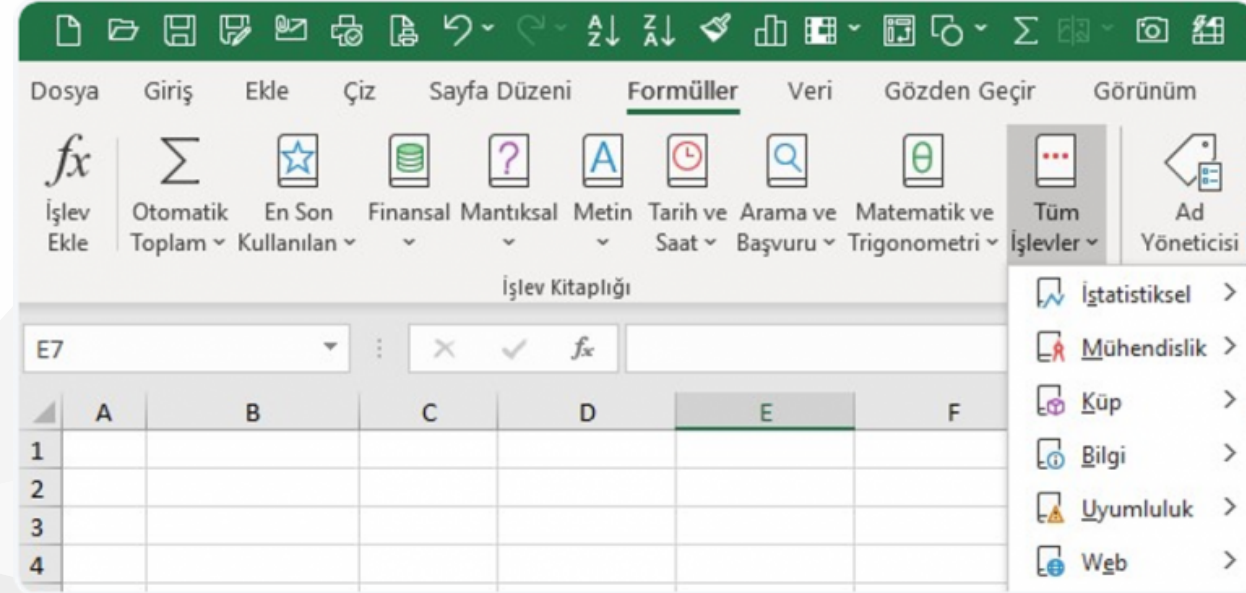 Dosya Giriş Ekle Çiz Sayfa Düzeni Formüller Veri Gözden Geçir Görünüm
İşlev Ekle
Otomatik Toplam
En Son Kullanılan
Finansal
Mantıksal
Metin
Tarih ve Saat
Arama ve Başvuru
Matematik ve Trigonometri
Tüm İşlevler
Ad Yöneticisi
İşlev Kitaplığı
İstatistiksel
Mühendislik
Küp
Bilgi
Uyumluluk
Web
E7 fx
A B C D E F
1
2
3
4